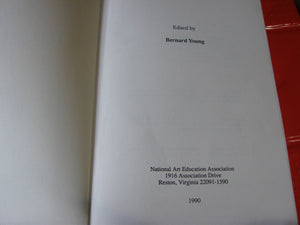 Edited by
Bernard Young
National Art Education Association
1916 Association Drive
Reston, Virginia 22091-1590
1990